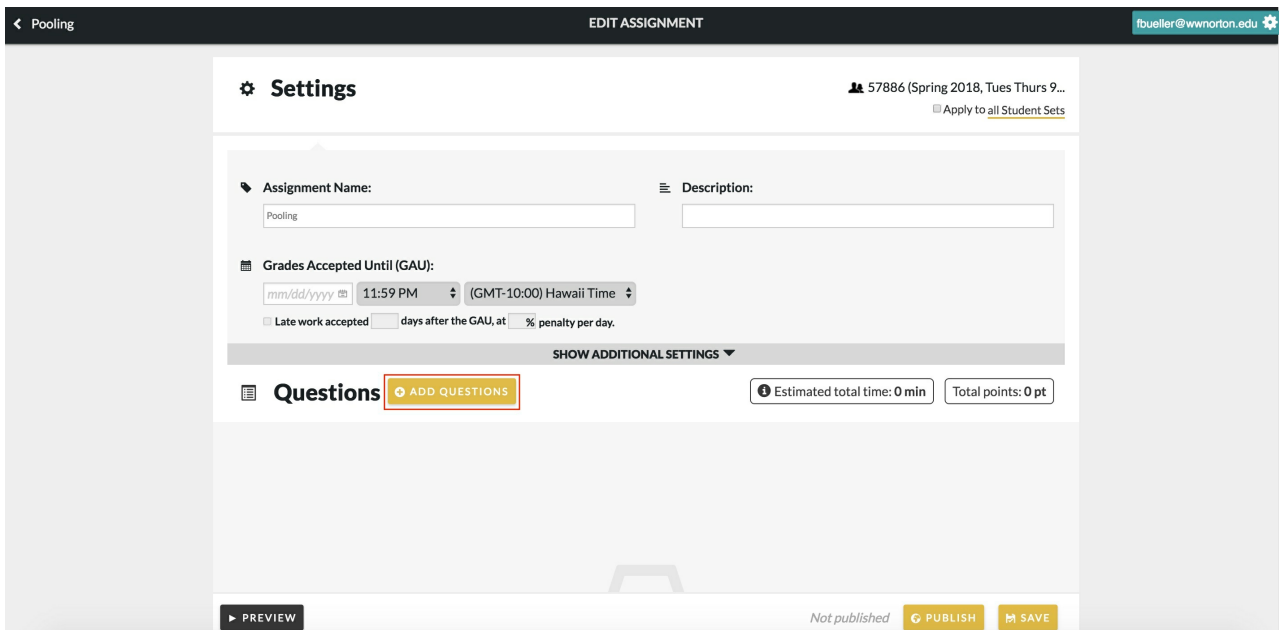 Pooling
EDIT ASSIGNMENT
fbueller@wwnorton.edu
Settings
57886 (Spring 2018, Tues Thurs 9...
Apply to all Student Sets
Assignment Name:
Description:
Pooling
Grades Accepted Until (GAU):
mm/dd/yyyy 11:59 PM (GMT-10:00) Hawaii Time
Late work accepted days after the GAU, at % penalty per day.
SHOW ADDITIONAL SETTINGS
Questions ADD QUESTIONS Estimated total time: 0 min Total points: 0 pt
PREVIEW Not published PUBLISH SAVE